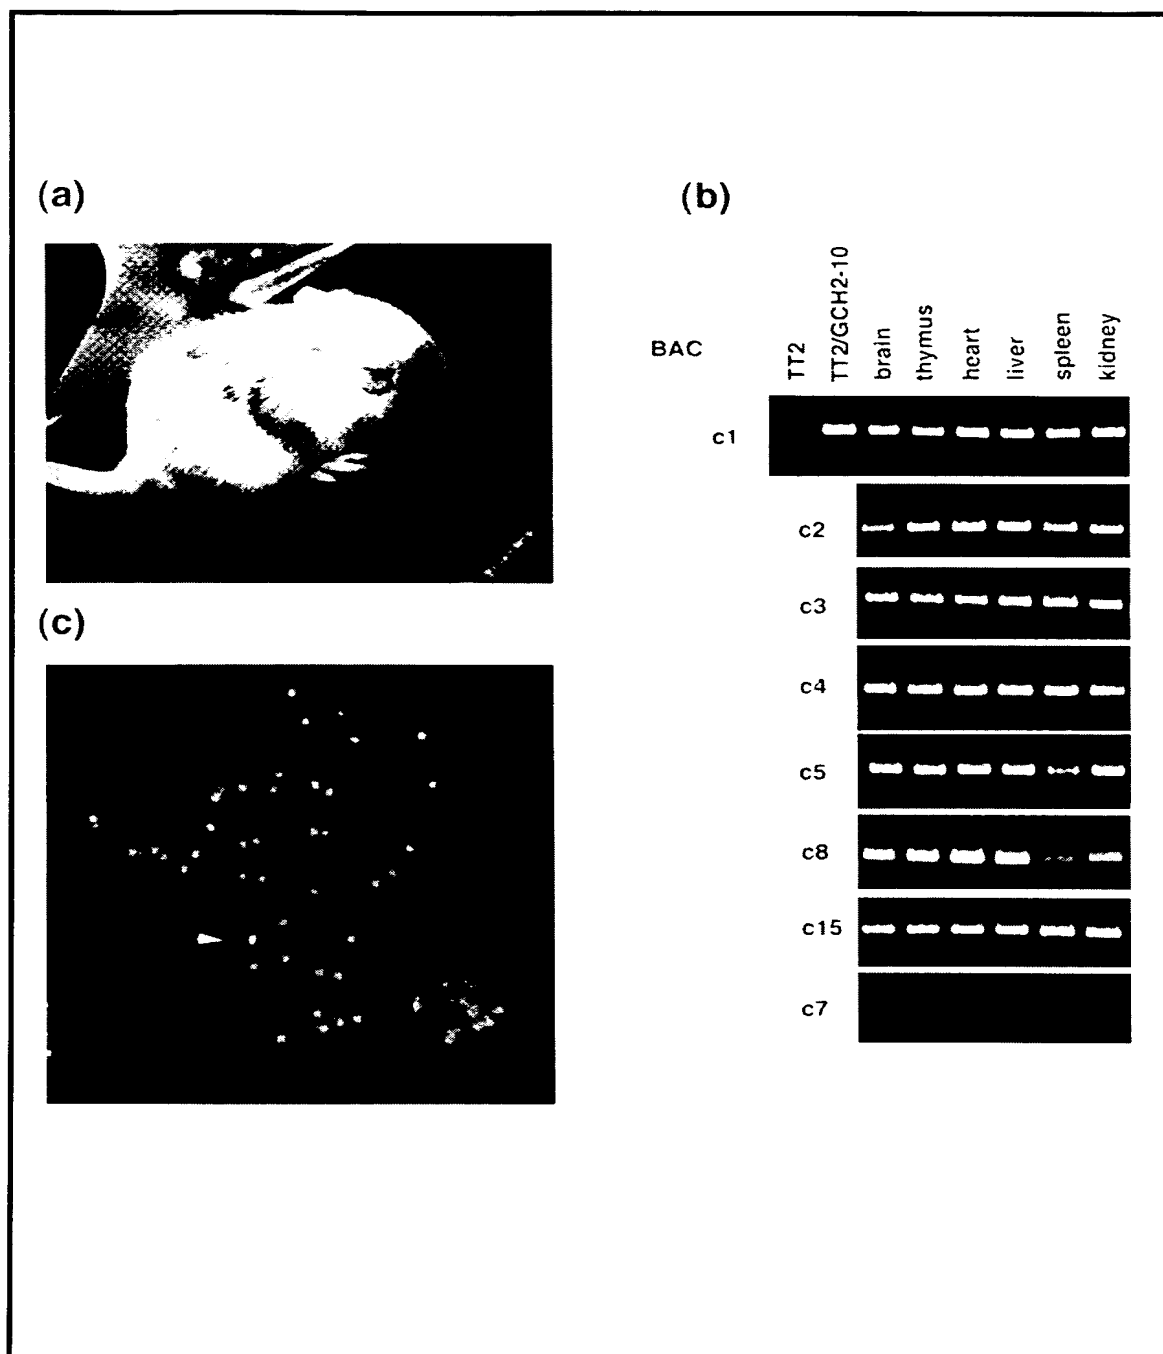 (a)
(b)
BAC
TT2
TT2/GCH2-10
brain
thymus
heart
liver
spleen
kidney
c1
c2
c3
c4
c5
c8
c15
c7
(c)